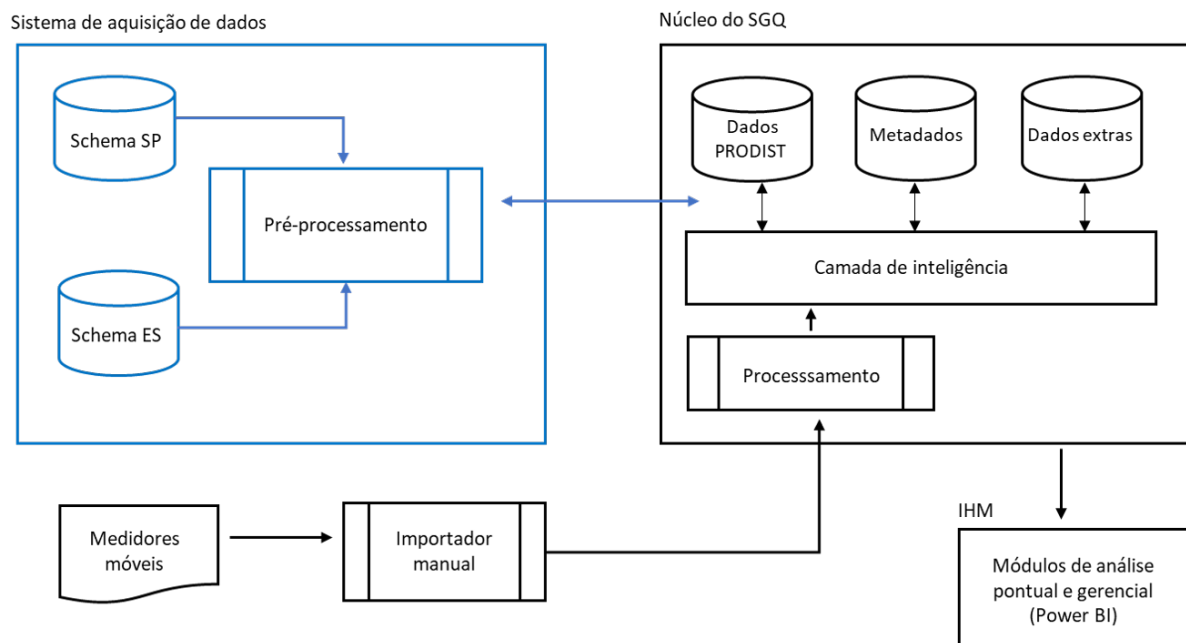 Sistema de aquisição de dados
Núcleo do SGQ
Schema SP
Pré-processamento
Schema ES
Dados
PRODIST
Metadados
Dados extras
Camada de inteligência
Processsamento
Medidores
móveis
Importador
manual
IHM
Módulos de análise
pontual e gerencial
(Power BI)